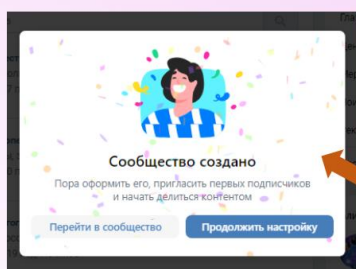 Сообщество создано
Пора оформить его, пригласить первых подписчиков
и начать делиться контентом
Перейти в сообщество
Продолжить настройку